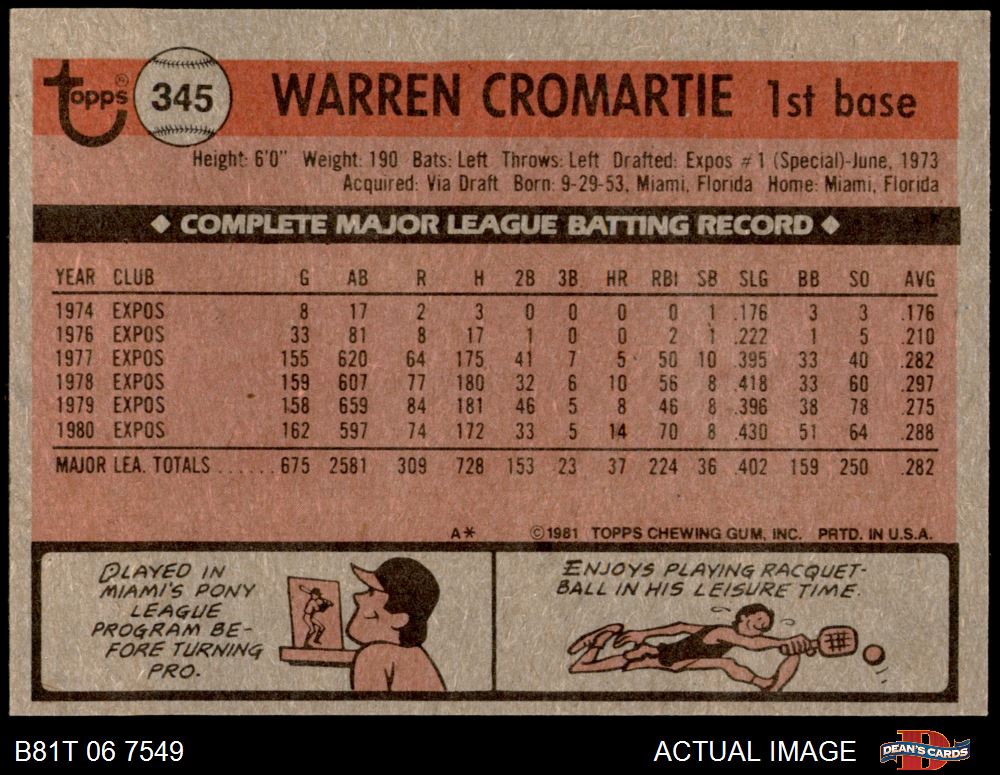 topps® 345 WARREN CROMARTIE 1st base
Height: 6'0" Weight: 190 Bats: Left Throws: Left Drafted: Expos #1 (Special)-June, 1973
Acquired: Via Draft Born: 9-29-53, Miami, Florida Home: Miami, Florida
◆ COMPLETE MAJOR LEAGUE BATTING RECORD ◆
YEAR CLUB G AB R H 2B 3B HR RBI SB SLG BB SO AVG
1974 EXPOS 8 17 2 3 0 0 0 0 1 .176 3 3 .176
1976 EXPOS 33 81 8 17 1 0 0 2 1 .222 1 5 .210
1977 EXPOS 155 620 64 175 41 7 5 50 10 .395 33 40 .282
1978 EXPOS 159 607 77 180 32 6 10 56 8 .418 33 60 .297
1979 EXPOS 158 659 84 181 46 5 8 46 8 .396 38 78 .275
1980 EXPOS 162 597 74 172 33 5 14 70 8 .430 51 64 .288
MAJOR LEA. TOTALS ...... 675 2581 309 728 153 23 37 224 36 .402 159 250 .282
A* ©1981 TOPPS CHEWING GUM, INC. PRTD. IN U.S.A.
PLAYED IN
MIAMI'S PONY
LEAGUE
PROGRAM BE-
FORE TURNING
PRO.
ENJOYS PLAYING RACQUET-
BALL IN HIS LEISURE TIME.
B81T 06 7549 ACTUAL IMAGE DEAN'S CARDS